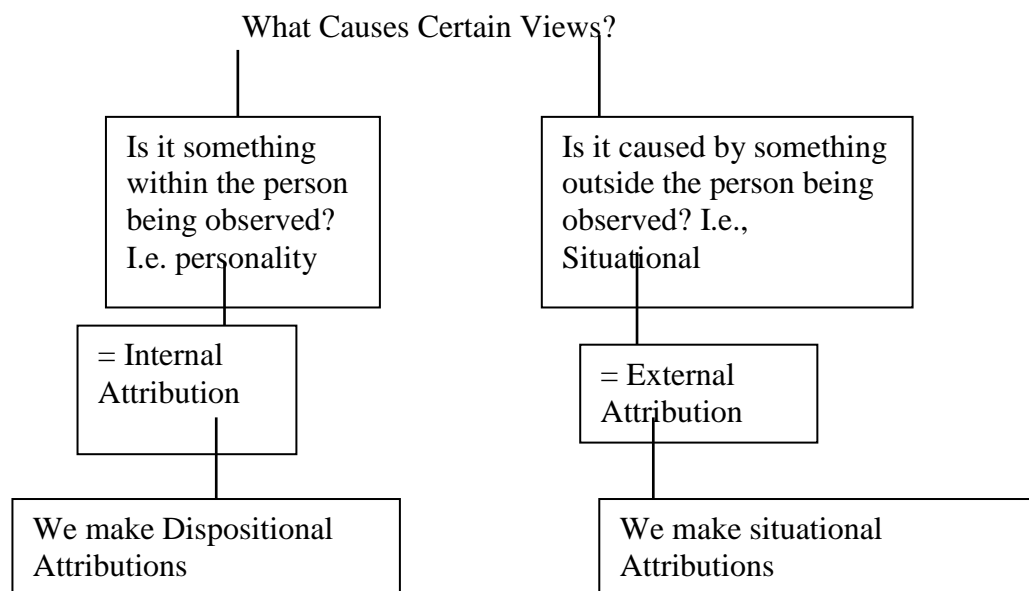 What Causes Certain Views?
Is it something
within the person
being observed?
I.e. personality
Is it caused by something
outside the person being
observed? I.e.,
Situational
= Internal
Attribution
= External
Attribution
We make Dispositional
Attributions
We make situational
Attributions